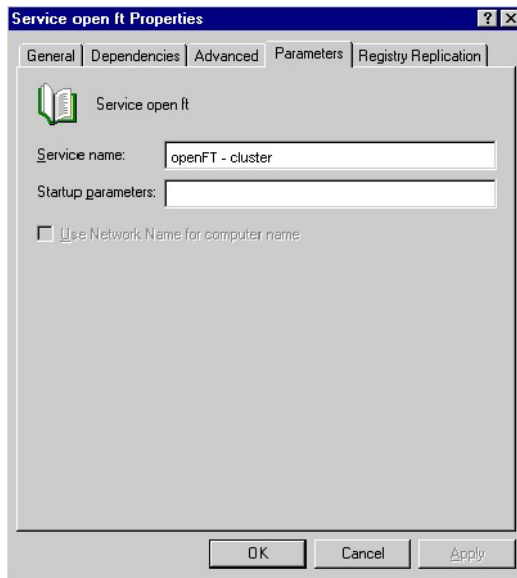 Service open ft Properties
General Dependencies Advanced Parameters Registry Replication
Service open ft
Service name: openFT - cluster
Startup parameters:
Use Network Name for computer name
OK Cancel Apply